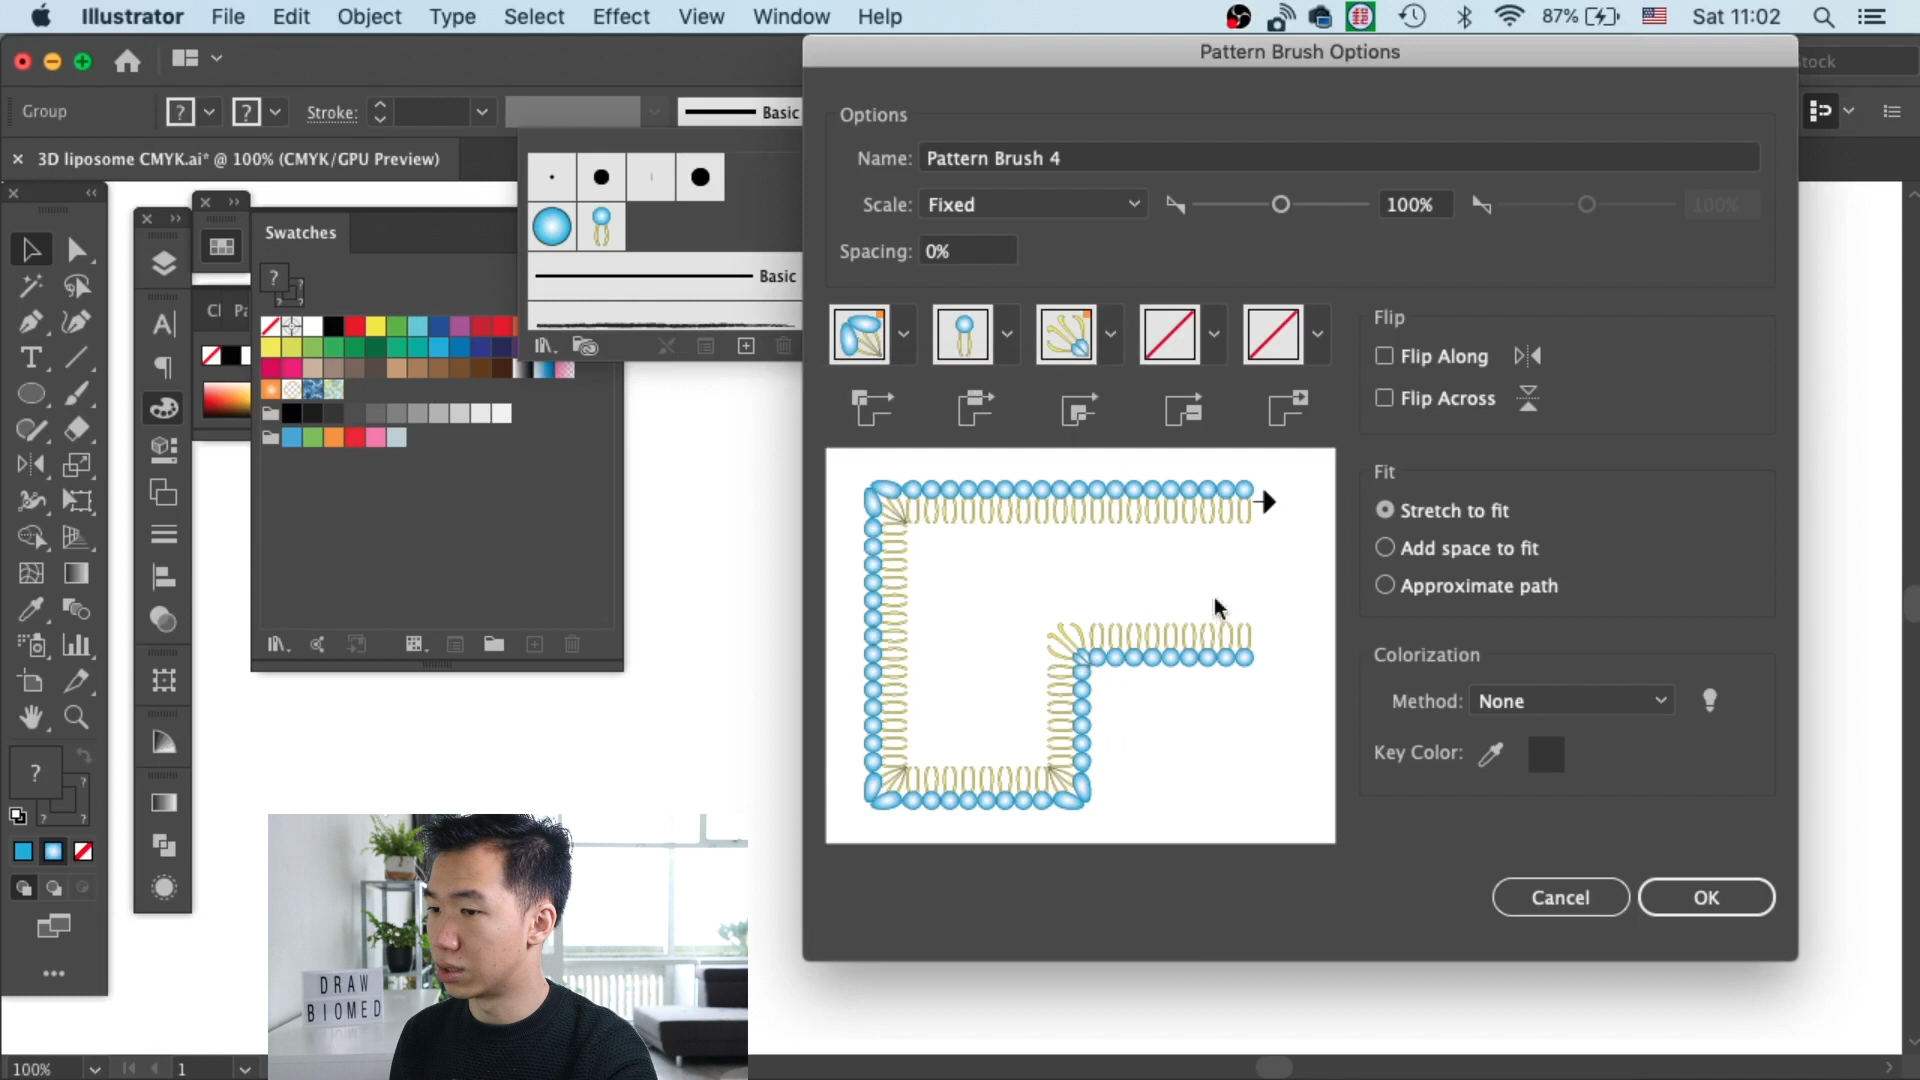 Illustrator File Edit Object Type Select Effect View Window Help 87% Sat 11:02
Pattern Brush Options
Group ? ? Stroke: Basic
3D liposome CMYK.ai* @ 100% (CMYK/GPU Preview)
Options
Name: Pattern Brush 4
Scale: Fixed 100% 100%
Spacing: 0%
Swatches
Basic
Flip
Flip Along
Flip Across
Fit
Stretch to fit
Add space to fit
Approximate path
Colorization
Method: None
Key Color:
Cancel OK
DRAW
BIOMED
100% 1